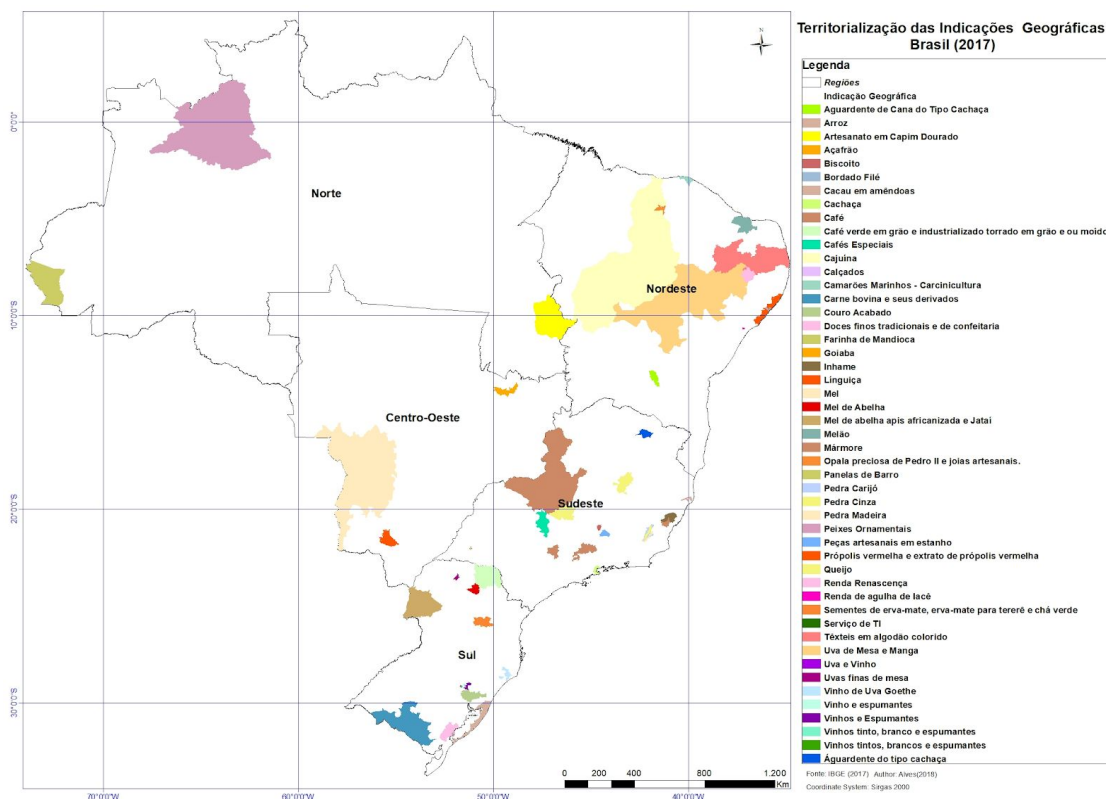 Territorialização das Indicações Geográficas
Brasil (2017)
N
Legenda
Regiões
Indicação Geográfica
Aguardente de Cana do Tipo Cachaça
Arroz
Artesanato em Capim Dourado
Açafrão
Biscoito
Bordado Filé
Cacau em amêndoas
Cachaça
Café
Café verde em grão e industrializado torrado em grão e ou moido
Cafés Especiais
Cajuina
Calçados
Camarões Marinhos - Carcinicultura
Carne bovina e seus derivados
Couro Acabado
Doces finos tradicionais e de confeitaria
Farinha de Mandioca
Goiaba
Inhame
Linguiça
Mel
Mel de Abelha
Mel de abelha apis africanizada e Jataí
Melão
Mármore
Opala preciosa de Pedro II e joias artesanais.
Panelas de Barro
Pedra Carijó
Pedra Cinza
Pedra Madeira
Peixes Ornamentais
Peças artesanais em estanho
Própolis vermelha e extrato de própolis vermelha
Queijo
Renda Renascença
Renda de agulha de lacê
Sementes de erva-mate, erva-mate para tererê e chá verde
Serviço de TI
Têxteis em algodão colorido
Uva de Mesa e Manga
Uva e Vinho
Uvas finas de mesa
Vinho de Uva Goethe
Vinho e espumantes
Vinhos e Espumantes
Vinhos tinto, branco e espumantes
Vinhos tintos, brancos e espumantes
Águardente do tipo cachaça
Fonte: IBGE (2017) Author: Alves(2018)
Coordinate System: Sirgas 2000
0°0'0"
Norte
Nordeste
Centro-Oeste
20°0'0"S
Sudeste
Sul
30°0'0"S
0 200 400 800 1.200
Km
70°0'0"W 60°0'0"W 50°0'0"W 40°0'0"W